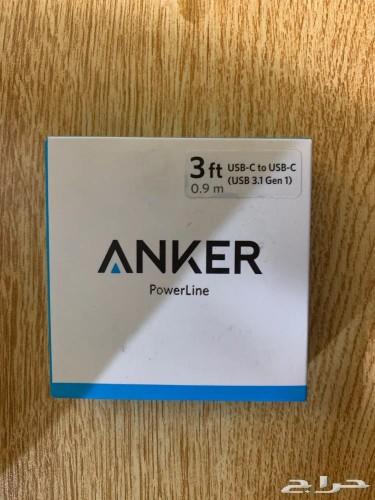 3 ft USB-C to USB-C
0.9 m (USB 3.1 Gen 1)
ANKER
PowerLine
حراج